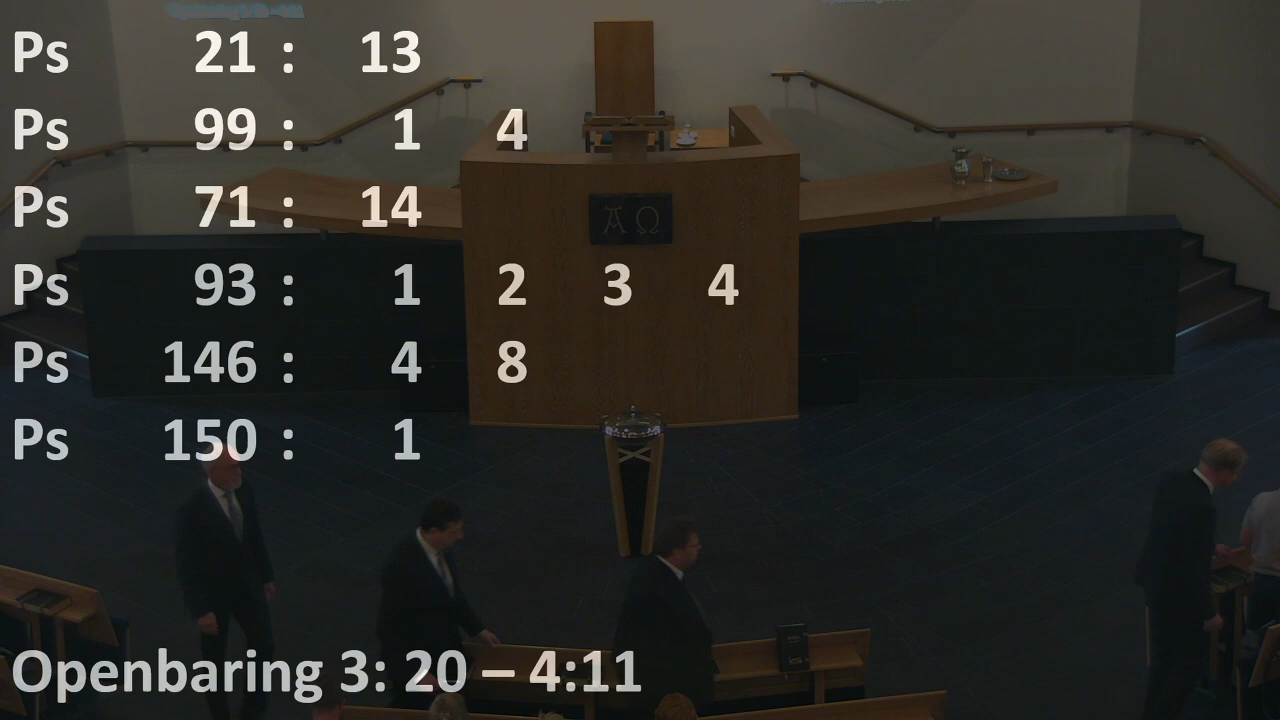 Ps 21 : 13
Ps 99 : 1 4
Ps 71 : 14
Ps 93 : 1 2 3 4
Ps 146 : 4 8
Ps 150 : 1
ΑΩ
Openbaring 3: 20 – 4:11